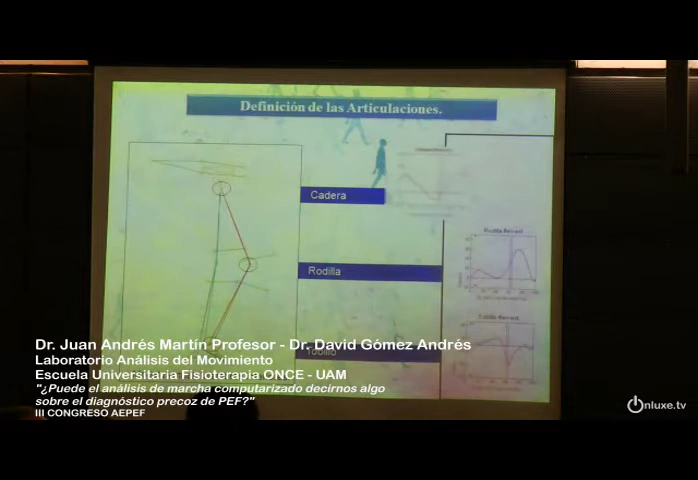 Definición de las Articulaciones.
Cadera
Rodilla
Tobillo
Dr. Juan Andrés Martín Profesor - Dr. David Gómez Andrés
Laboratorio Análisis del Movimiento
Escuela Universitaria Fisioterapia ONCE - UAM
"¿Puede el análisis de marcha computarizado decirnos algo
sobre el diagnóstico precoz de PEF?"
III CONGRESO AEPEF
onluxe.tv